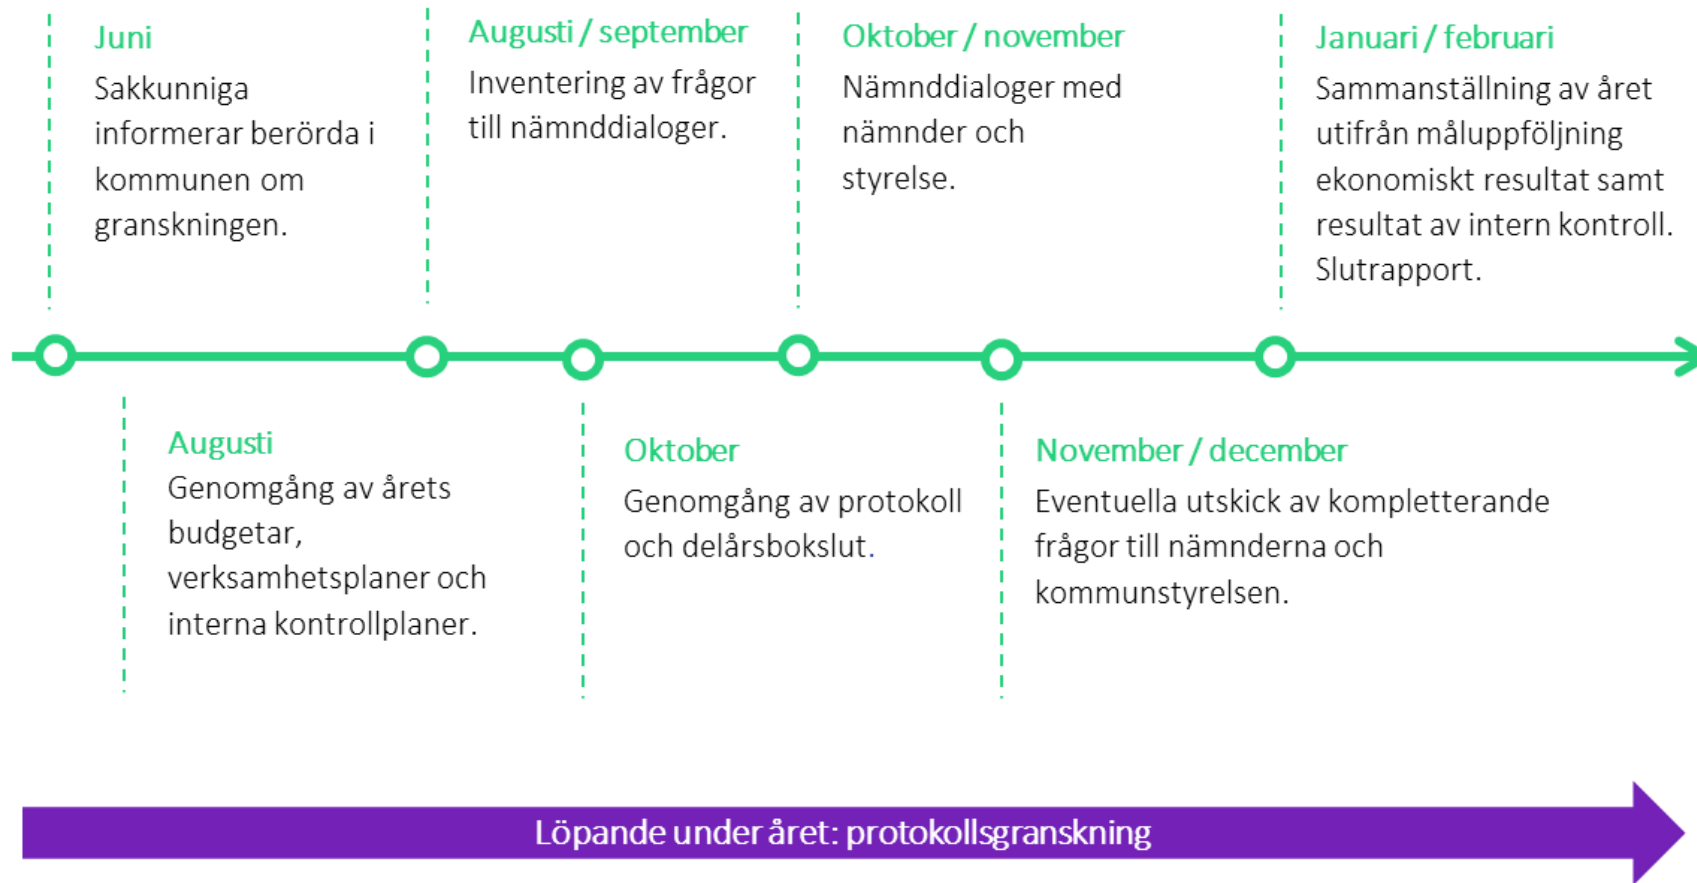 Juni
Sakkunniga
informerar berörda i
kommunen om
granskningen.
Augusti / september
Inventering av frågor
till nämnddialoger.
Oktober / november
Nämnddialoger med
nämnder och
styrelse.
Januari / februari
Sammanställning av året
utifrån måluppföljning
ekonomiskt resultat samt
resultat av intern kontroll.
Slutrapport.
Augusti
Genomgång av årets
budgetar,
verksamhetsplaner och
interna kontrollplaner.
Oktober
Genomgång av protokoll
och delårsbokslut.
November / december
Eventuella utskick av kompletterande
frågor till nämnderna och
kommunstyrelsen.
Löpande under året: protokollsgranskning